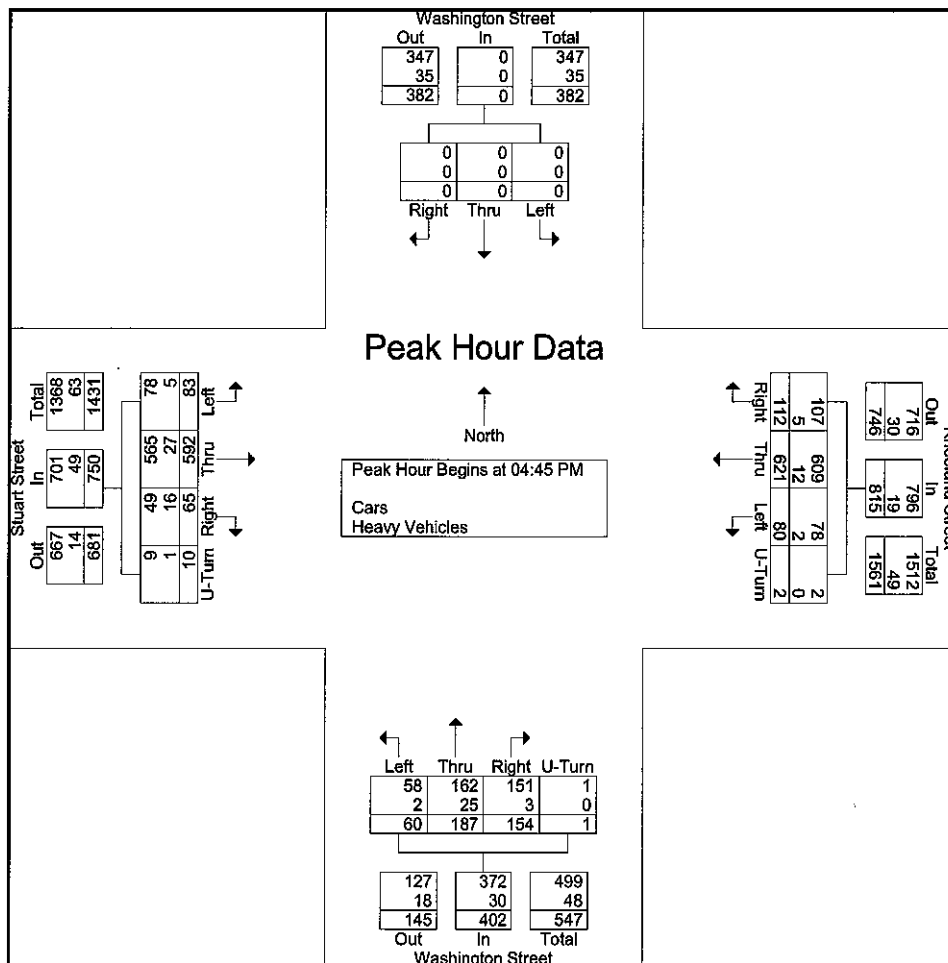 Washington Street
Out In Total
347 0 347
35 0 35
382 0 382
0 0 0
0 0 0
0 0 0
Right Thru Left
Peak Hour Data
North
Peak Hour Begins at 04:45 PM
Cars
Heavy Vehicles
Stuart Street
Total In Out
1368 701 667
63 49 14
1431 750 681
78 565 49 9
5 27 16 1
83 592 65 10
Left Thru Right U-Turn
Out In Total
716 796 1512
30 19 49
746 815 1561
107 609 78 2
5 12 2 0
112 621 80 2
Right Thru Left U-Turn
Left Thru Right U-Turn
58 162 151 1
2 25 3 0
60 187 154 1
127 372 499
18 30 48
145 402 547
Out In Total
Washington Street